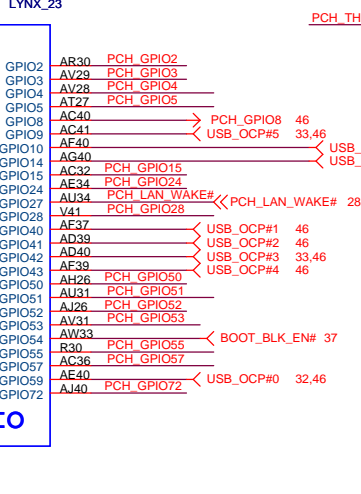 LYNX_23
PCH_TH
GPIO2 AR30 PCH_GPIO2
GPIO3 AV29 PCH_GPIO3
GPIO4 AV28 PCH_GPIO4
GPIO5 AT27 PCH_GPIO5
GPIO8 AC40 PCH_GPIO8 46
GPIO9 AC41 USB_OCP#5 33,46
GPIO10 AF40 USB_
GPIO14 AG40 USB_
GPIO15 AC32 PCH_GPIO15
GPIO24 AE34 PCH_GPIO24
GPIO27 AU34 PCH_LAN_WAKE# PCH_LAN_WAKE# 28
GPIO28 V41 PCH_GPIO28
GPIO40 AF37 USB_OCP#1 46
GPIO41 AD39 USB_OCP#2 46
GPIO42 AD40 USB_OCP#3 33,46
GPIO43 AF39 USB_OCP#4 46
GPIO50 AH26 PCH_GPIO50
GPIO51 AU31 PCH_GPIO51
GPIO52 AJ26 PCH_GPIO52
GPIO53 AV31 PCH_GPIO53
GPIO54 AW33 BOOT_BLK_EN# 37
GPIO55 R30 PCH_GPIO55
GPIO57 AC36 PCH_GPIO57
GPIO59 AE40 USB_OCP#0 32,46
GPIO72 AJ40 PCH_GPIO72
IO